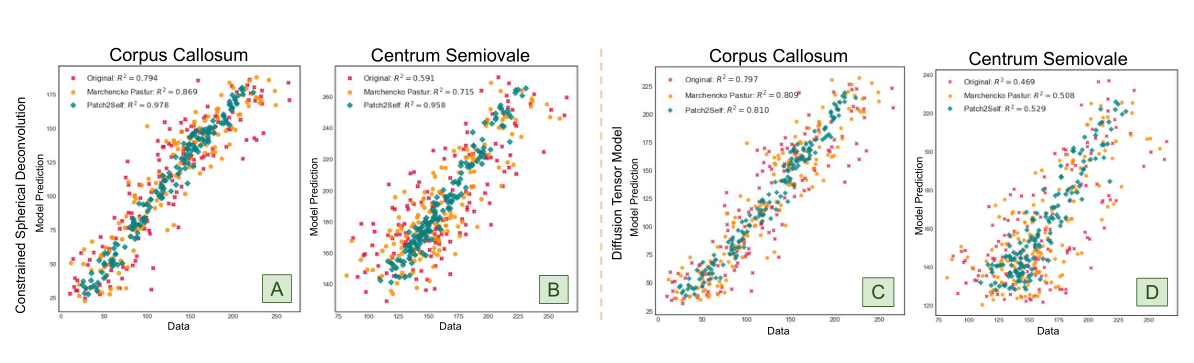 Corpus Callosum
Centrum Semiovale
Corpus Callosum
Centrum Semiovale
Constrained Spherical Deconvolution
Model Prediction
Original: R² = 0.794
Marchencko Pastur: R² = 0.869
Patch2Self: R² = 0.978
175
150
125
100
75
50
25
0
50
100
150
200
250
Data
A
Model Prediction
Original: R² = 0.591
Marchencko Pastur: R² = 0.715
Patch2Self: R² = 0.958
260
240
220
200
180
160
140
75
100
125
150
175
200
225
250
Data
B
Diffusion Tensor Model
Model Prediction
Original: R² = 0.797
Marchencko Pastur: R² = 0.809
Patch2Self: R² = 0.810
225
200
175
150
125
100
75
50
25
0
50
100
150
200
250
Data
C
Model Prediction
Original: R² = 0.469
Marchencko Pastur: R² = 0.508
Patch2Self: R² = 0.529
240
220
180
160
140
120
75
100
125
150
175
200
225
250
Data
D